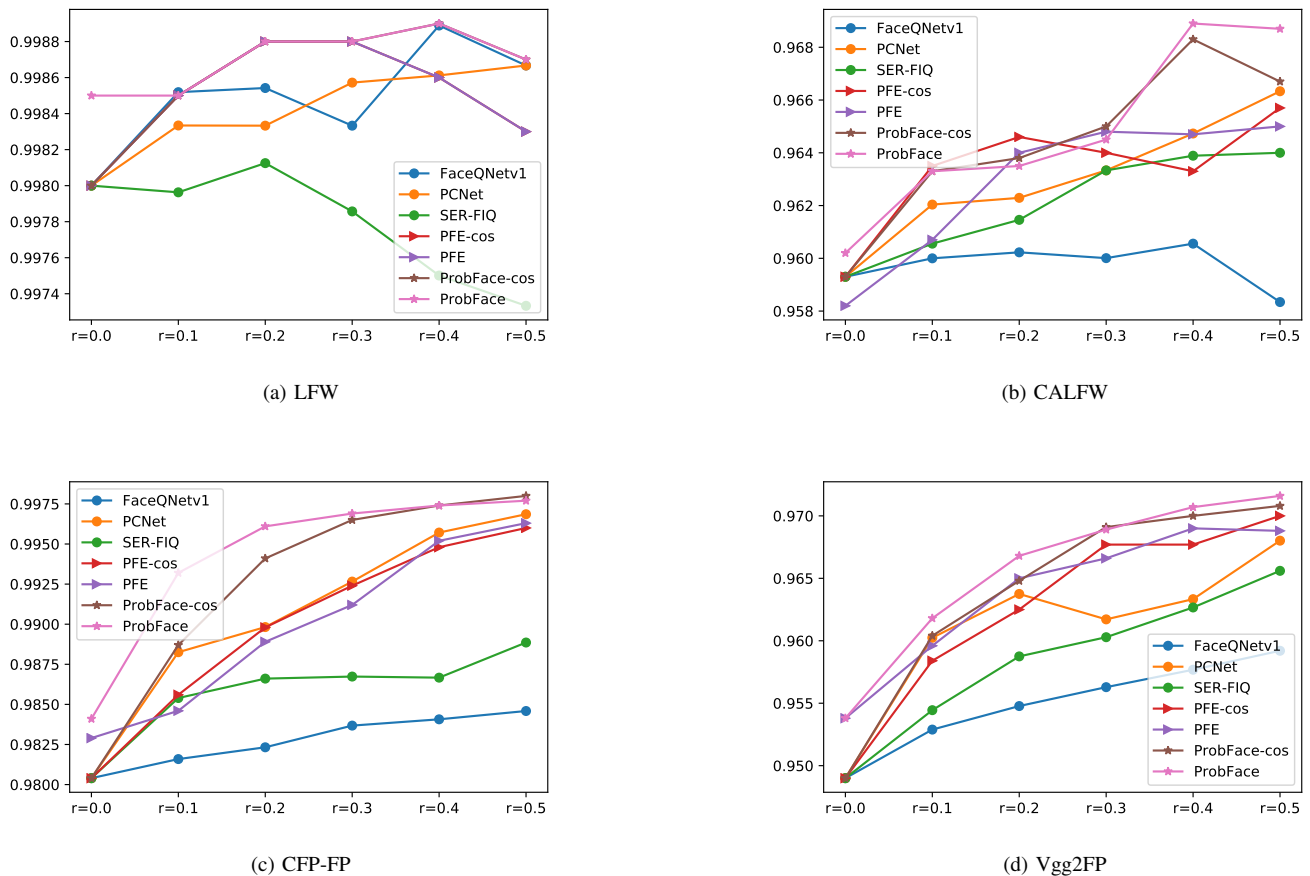 0.9988
0.9986
0.9984
0.9982
0.9980
0.9978
0.9976
0.9974
r=0.0 r=0.1 r=0.2 r=0.3 r=0.4 r=0.5
FaceQNetv1
PCNet
SER-FIQ
PFE-cos
PFE
ProbFace-cos
ProbFace
(a) LFW
0.968
0.966
0.964
0.962
0.960
0.958
r=0.0 r=0.1 r=0.2 r=0.3 r=0.4 r=0.5
FaceQNetv1
PCNet
SER-FIQ
PFE-cos
PFE
ProbFace-cos
ProbFace
(b) CALFW
0.9975
0.9950
0.9925
0.9900
0.9875
0.9850
0.9825
0.9800
r=0.0 r=0.1 r=0.2 r=0.3 r=0.4 r=0.5
FaceQNetv1
PCNet
SER-FIQ
PFE-cos
PFE
ProbFace-cos
ProbFace
(c) CFP-FP
0.970
0.965
0.960
0.955
0.950
r=0.0 r=0.1 r=0.2 r=0.3 r=0.4 r=0.5
FaceQNetv1
PCNet
SER-FIQ
PFE-cos
PFE
ProbFace-cos
ProbFace
(d) Vgg2FP